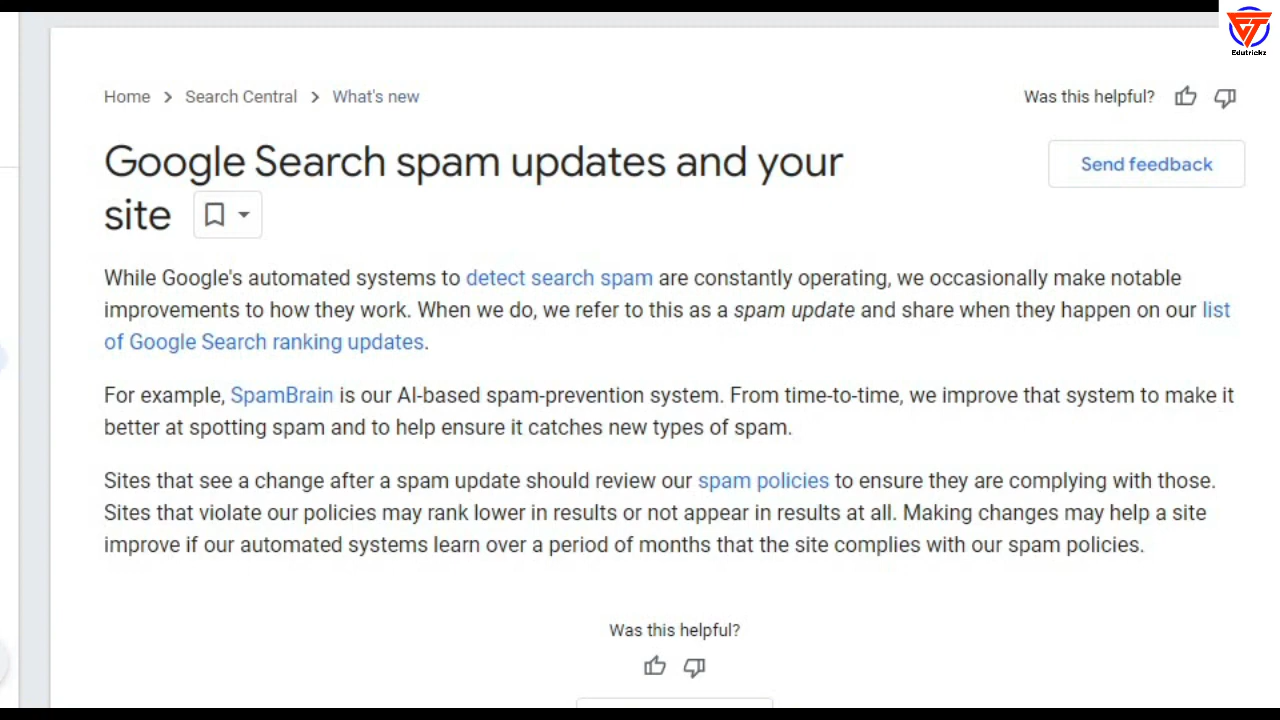 Edutrickz
Home > Search Central > What's new
Was this helpful?
Google Search spam updates and your
site
Send feedback
While Google's automated systems to detect search spam are constantly operating, we occasionally make notable
improvements to how they work. When we do, we refer to this as a spam update and share when they happen on our list
of Google Search ranking updates.
For example, SpamBrain is our AI-based spam-prevention system. From time-to-time, we improve that system to make it
better at spotting spam and to help ensure it catches new types of spam.
Sites that see a change after a spam update should review our spam policies to ensure they are complying with those.
Sites that violate our policies may rank lower in results or not appear in results at all. Making changes may help a site
improve if our automated systems learn over a period of months that the site complies with our spam policies.
Was this helpful?